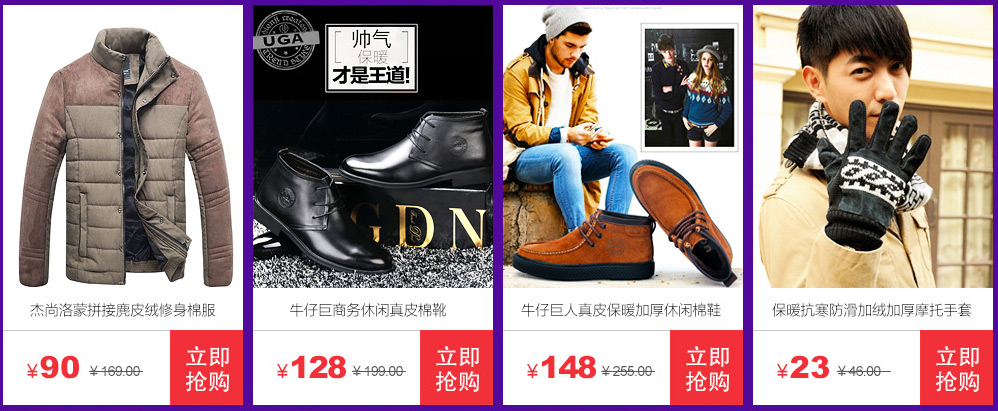 UGA
帅气
保暖
才是王道!
GDN
杰尚洛蒙拼接麂皮绒修身棉服
¥90 ¥169.00
立即
抢购
牛仔巨商务休闲真皮棉靴
¥128 ¥199.00
立即
抢购
牛仔巨人真皮保暖加厚休闲棉鞋
¥148 ¥255.00
立即
抢购
保暖抗寒防滑加绒加厚摩托手套
¥23 ¥46.00
立即
抢购